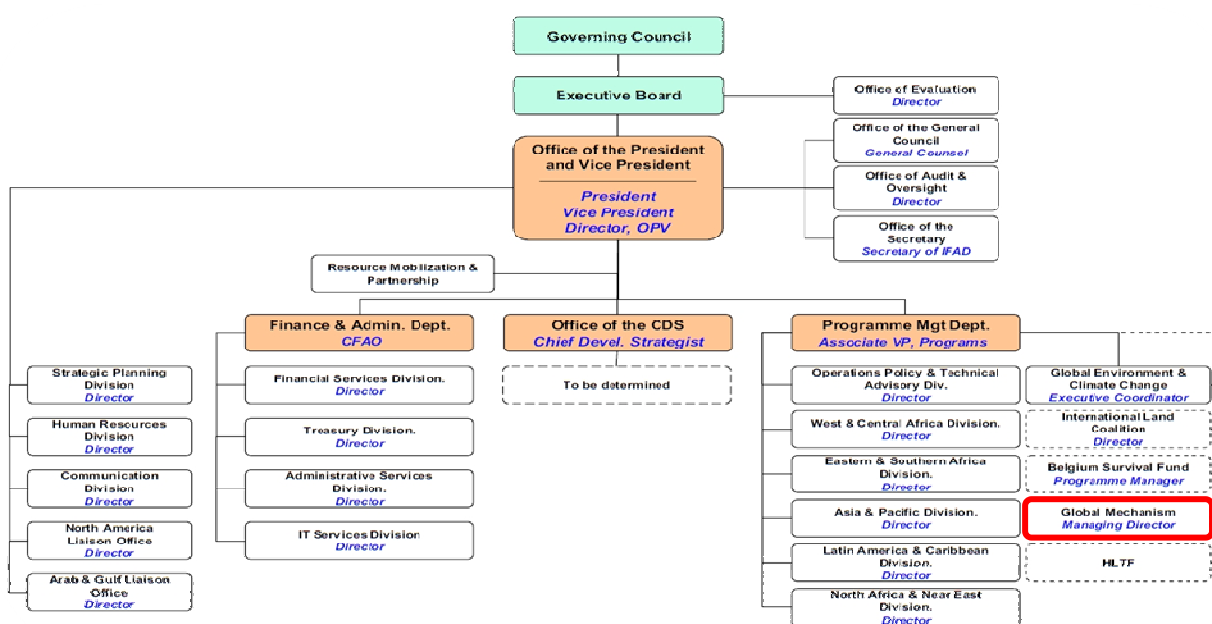 Governing Council
Executive Board
Office of Evaluation
Director
Office of the General
Council
General Counsel
Office of Audit &
Oversight
Director
Office of the
Secretary
Secretary of IFAD
Office of the President
and Vice President
President
Vice President
Director, OPV
Resource Mobilization &
Partnership
Finance & Admin. Dept.
CFAO
Office of the CDS
Chief Devel. Strategist
Programme Mgt Dept.
Associate VP, Programs
Strategic Planning
Division
Director
Human Resources
Division
Director
Communication
Division
Director
North America
Liaison Office
Director
Arab & Gulf Liaison
Office
Director
Financial Services Division.
Director
Treasury Division.
Director
Administrative Services
Division.
Director
IT Services Division
Director
To be determined
Operations Policy & Technical
Advisory Div.
Director
West & Central Africa Division.
Director
Eastern & Southern Africa
Division.
Director
Asia & Pacific Division.
Director
Latin America & Caribbean
Division.
Director
North Africa & Near East
Division.
Director
Global Environment &
Climate Change
Executive Coordinator
International Land
Coalition
Director
Belgium Survival Fund
Programme Manager
Global Mechanism
Managing Director
HLTF